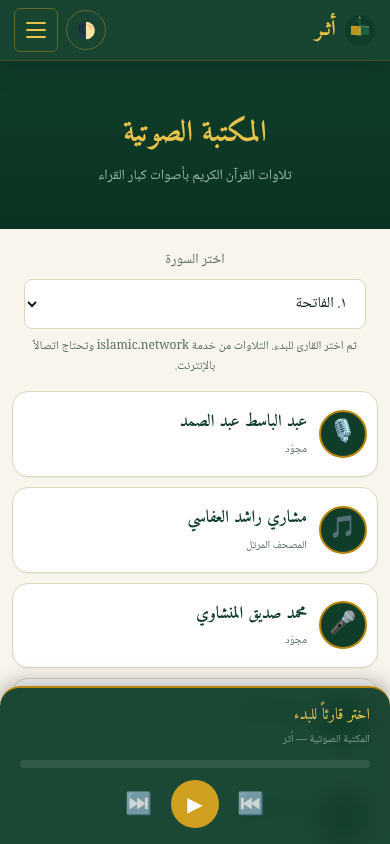 أثر
المكتبة الصوتية
تلاوات القرآن الكريم بأصوات كبار القراء
اختر السورة
١. الفاتحة
ثم اختر القارئ للبدء. التلاوات من خدمة islamic.network وتحتاج اتصالاً
بالإنترنت.
عبد الباسط عبد الصمد
مجوّد
مشاري راشد العفاسي
المصحف المرتل
محمد صديق المنشاوي
مجوّد
اختر قارئاً للبدء
المكتبة الصوتية — أثر